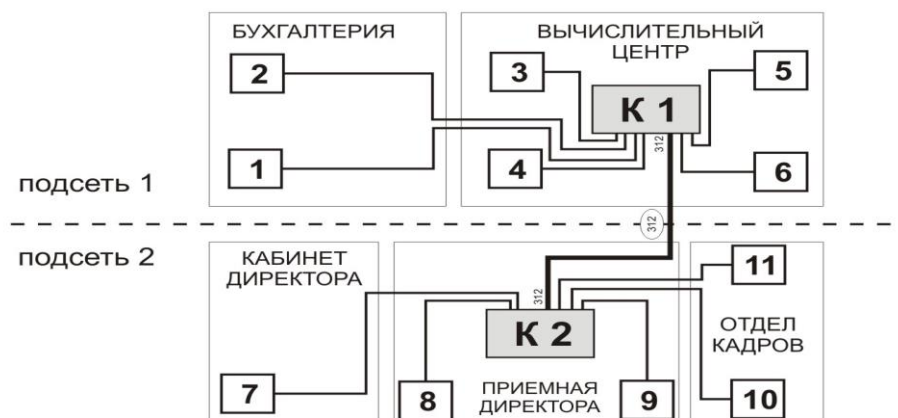 БУХГАЛТЕРИЯ
ВЫЧИСЛИТЕЛЬНЫЙ
ЦЕНТР
2
3
5
К 1
312
1
4
6
подсеть 1
312
подсеть 2
КАБИНЕТ
ДИРЕКТОРА
11
312
К 2
ОТДЕЛ
КАДРОВ
7
8
ПРИЕМНАЯ
ДИРЕКТОРА
9
10